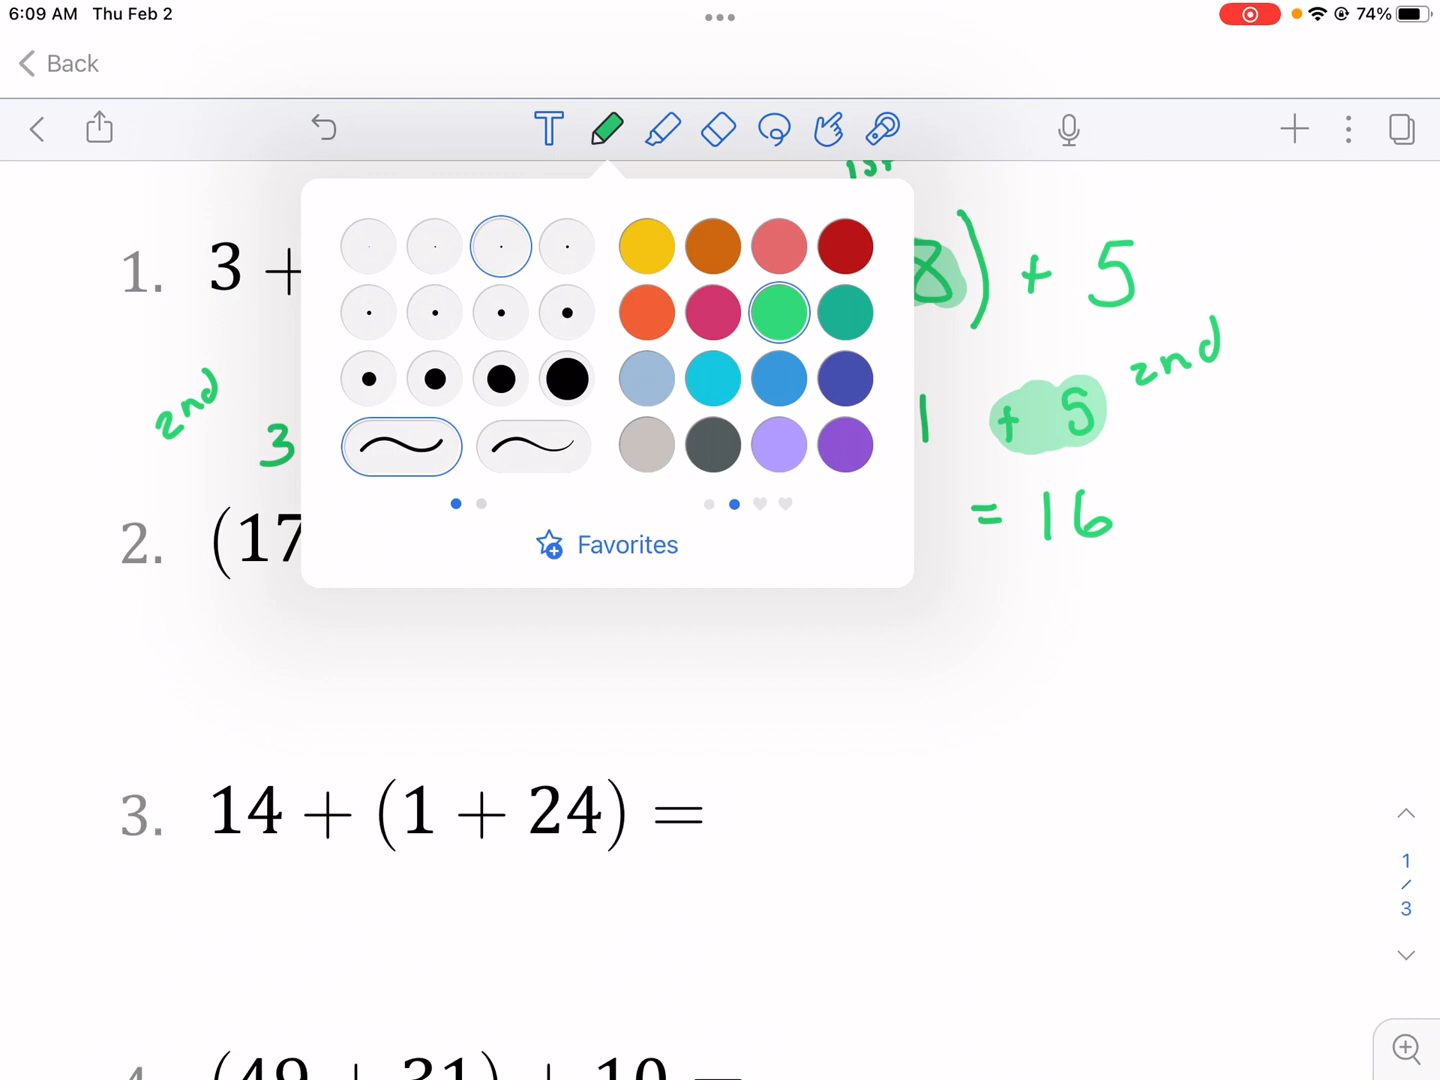 6:09 AM Thu Feb 2
74%
Back
T
1st
1. 3 + 8) + 5
2nd
2nd
3 1 + 5
= 16
2. (17
Favorites
3. 14 + (1 + 24) =
1
/
3
4. (49 + 31) + 10 =